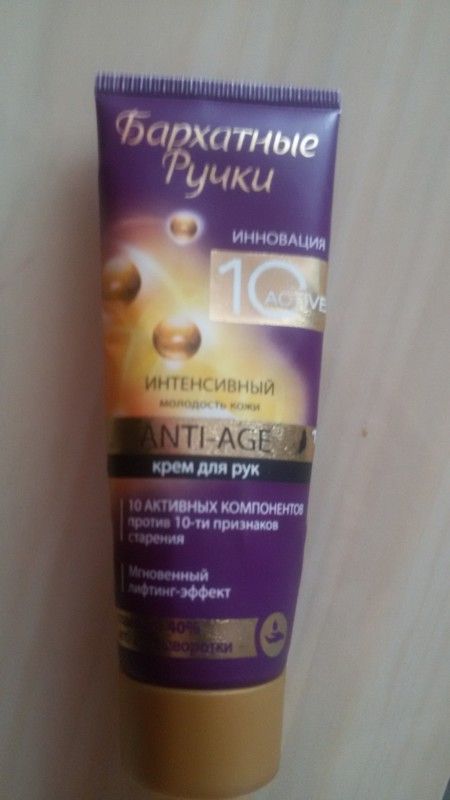 Бархатные
Ручки
ИННОВАЦИЯ
10
ACTIVE
ИНТЕНСИВНЫЙ
молодость кожи
ANTI-AGE
крем для рук
10 АКТИВНЫХ КОМПОНЕНТОВ
против 10-ти признаков
старения
Мгновенный
лифтинг-эффект
40%
сыворотки